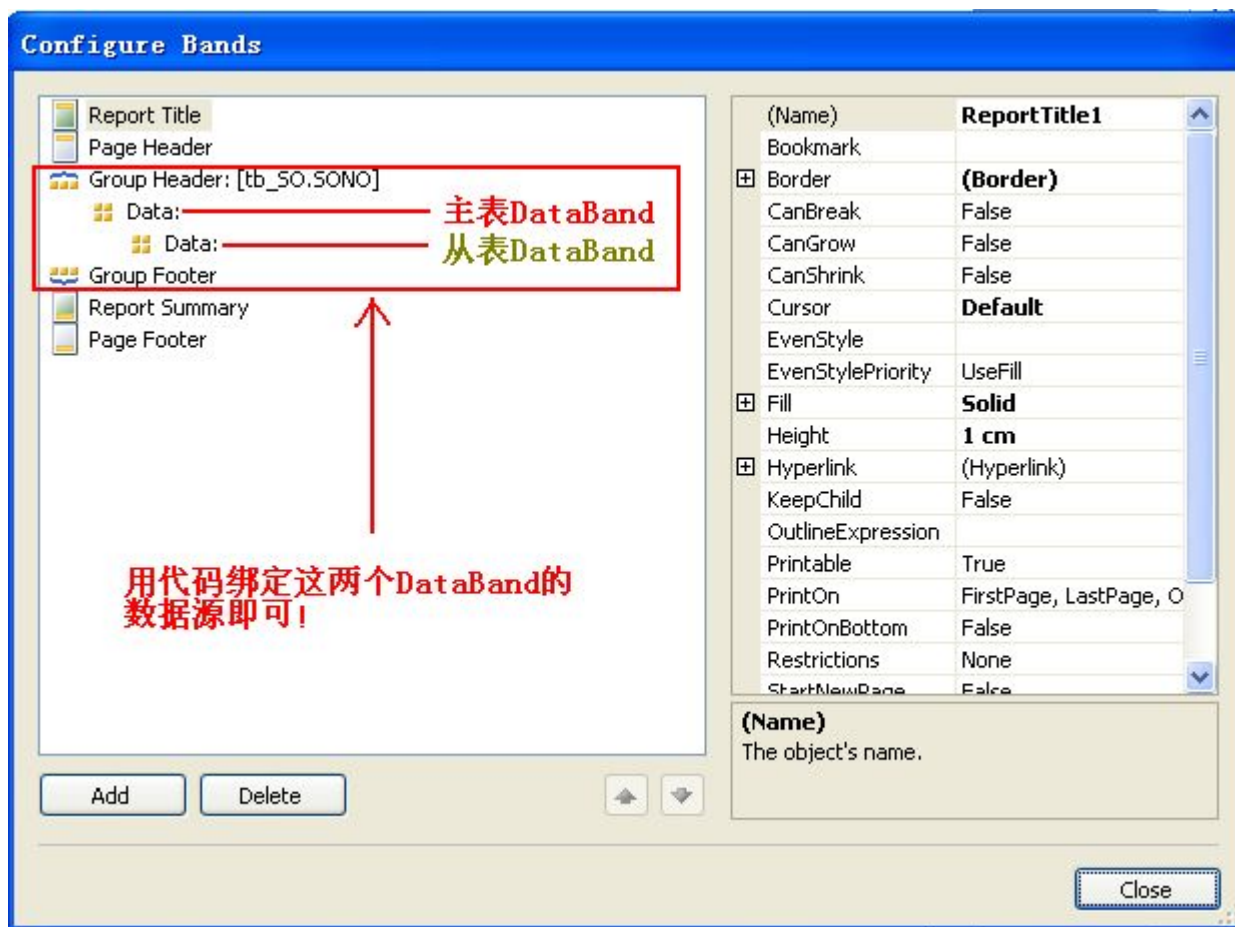 Configure Bands
Report Title
Page Header
Group Header: [tb_SO.SONO]
Data: 主表DataBand
Data: 从表DataBand
Group Footer
Report Summary
Page Footer
用代码绑定这两个DataBand的
数据源即可!
Add
Delete
(Name) ReportTitle1
Bookmark
Border (Border)
CanBreak False
CanGrow False
CanShrink False
Cursor Default
EvenStyle
EvenStylePriority UseFill
Fill Solid
Height 1 cm
Hyperlink (Hyperlink)
KeepChild False
OutlineExpression
Printable True
PrintOn FirstPage, LastPage, O
PrintOnBottom False
Restrictions None
StartNewPage False
(Name)
The object's name.
Close